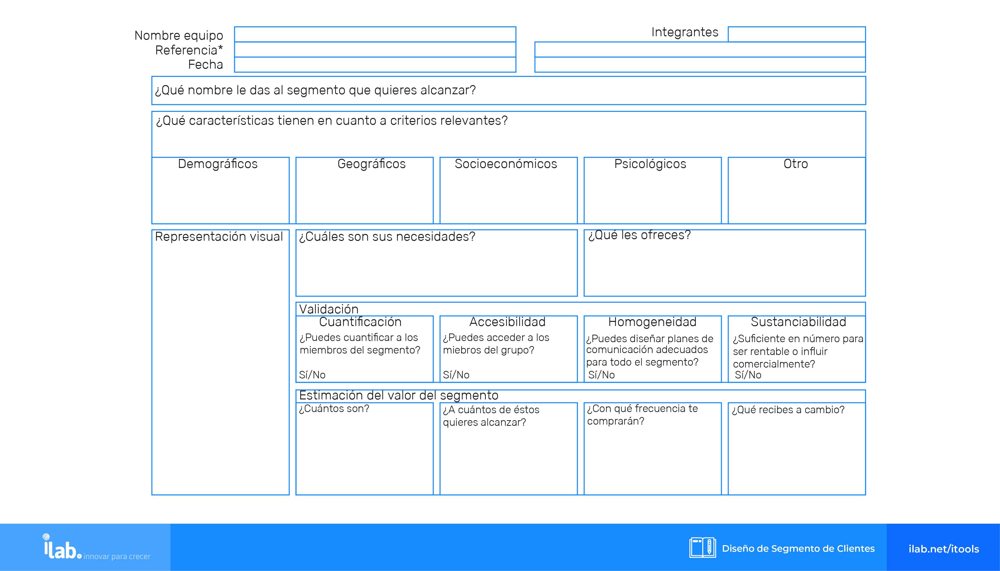 Nombre equipo
Referencia*
Fecha
Integrantes
¿Qué nombre le das al segmento que quieres alcanzar?
¿Qué características tienen en cuanto a criterios relevantes?
Demográficos
Geográficos
Socioeconómicos
Psicológicos
Otro
Representación visual
¿Cuáles son sus necesidades?
¿Qué les ofreces?
Validación
Cuantificación
¿Puedes cuantificar a los
miembros del segmento?
Sí/No
Accesibilidad
¿Puedes acceder a los
miebros del grupo?
Sí/No
Homogeneidad
¿Puedes diseñar planes de
comunicación adecuados
para todo el segmento?
Sí/No
Sustanciabilidad
¿Suficiente en número para
ser rentable o influir
comercialmente?
Sí/No
Estimación del valor del segmento
¿Cuántos son?
¿A cuántos de éstos
quieres alcanzar?
¿Con qué frecuencia te
comprarán?
¿Qué recibes a cambio?
ilab. innovar para crecer
Diseño de Segmento de Clientes
ilab.net/itools